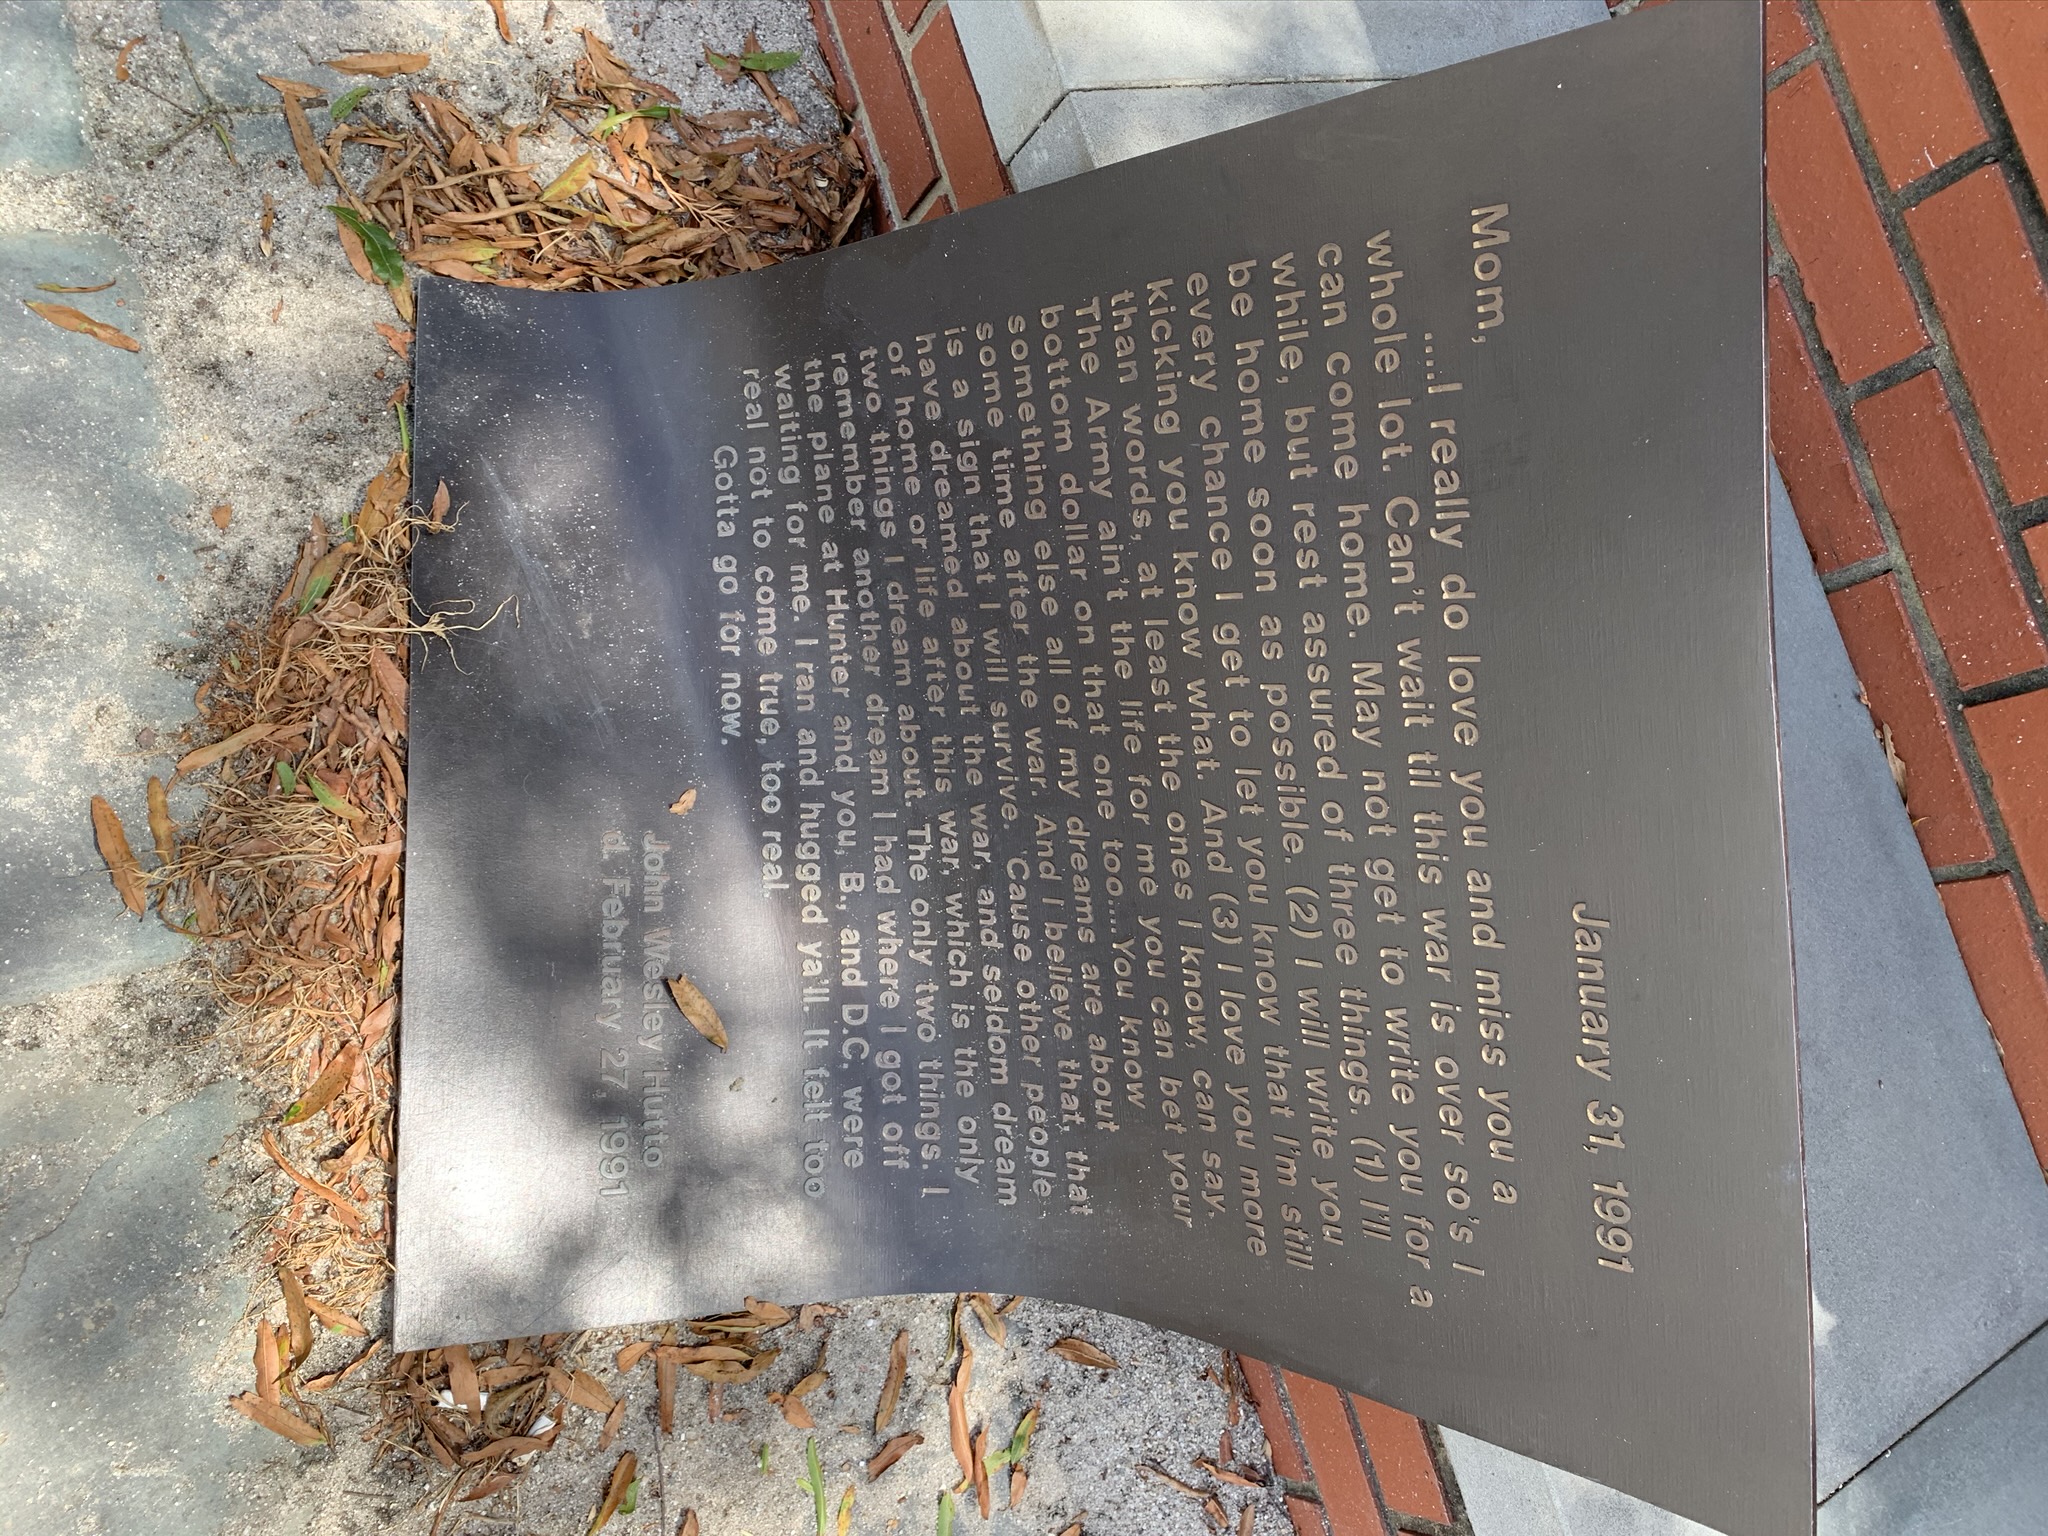 January 31, 1991
Mom,
....I really do love you and miss you a
whole lot. Can't wait til this war is over so's I
can come home. May not get to write you for a
while, but rest assured of three things. (1) I'll
be home soon as possible. (2) I will write you
every chance I get to let you know that I'm still
kicking you know what. And (3) I love you more
than words, at least the ones I know, can say.
The Army ain't the life for me you can bet your
bottom dollar on that one too....You know
something else all of my dreams are about
some time after the war. And I believe that, that
is a sign that I will survive. 'Cause other people
have dreamed about the war, and seldom dream
of home or life after this war, which is the only
two things I dream about. The only two things. I
remember another dream I had where I got off
the plane at Hunter and you, B., and D.C, were
waiting for me. I ran and hugged ya'll. It felt too
real not to come true, too real.
Gotta go for now.
John Wesley Hutto
d. February 27, 1991